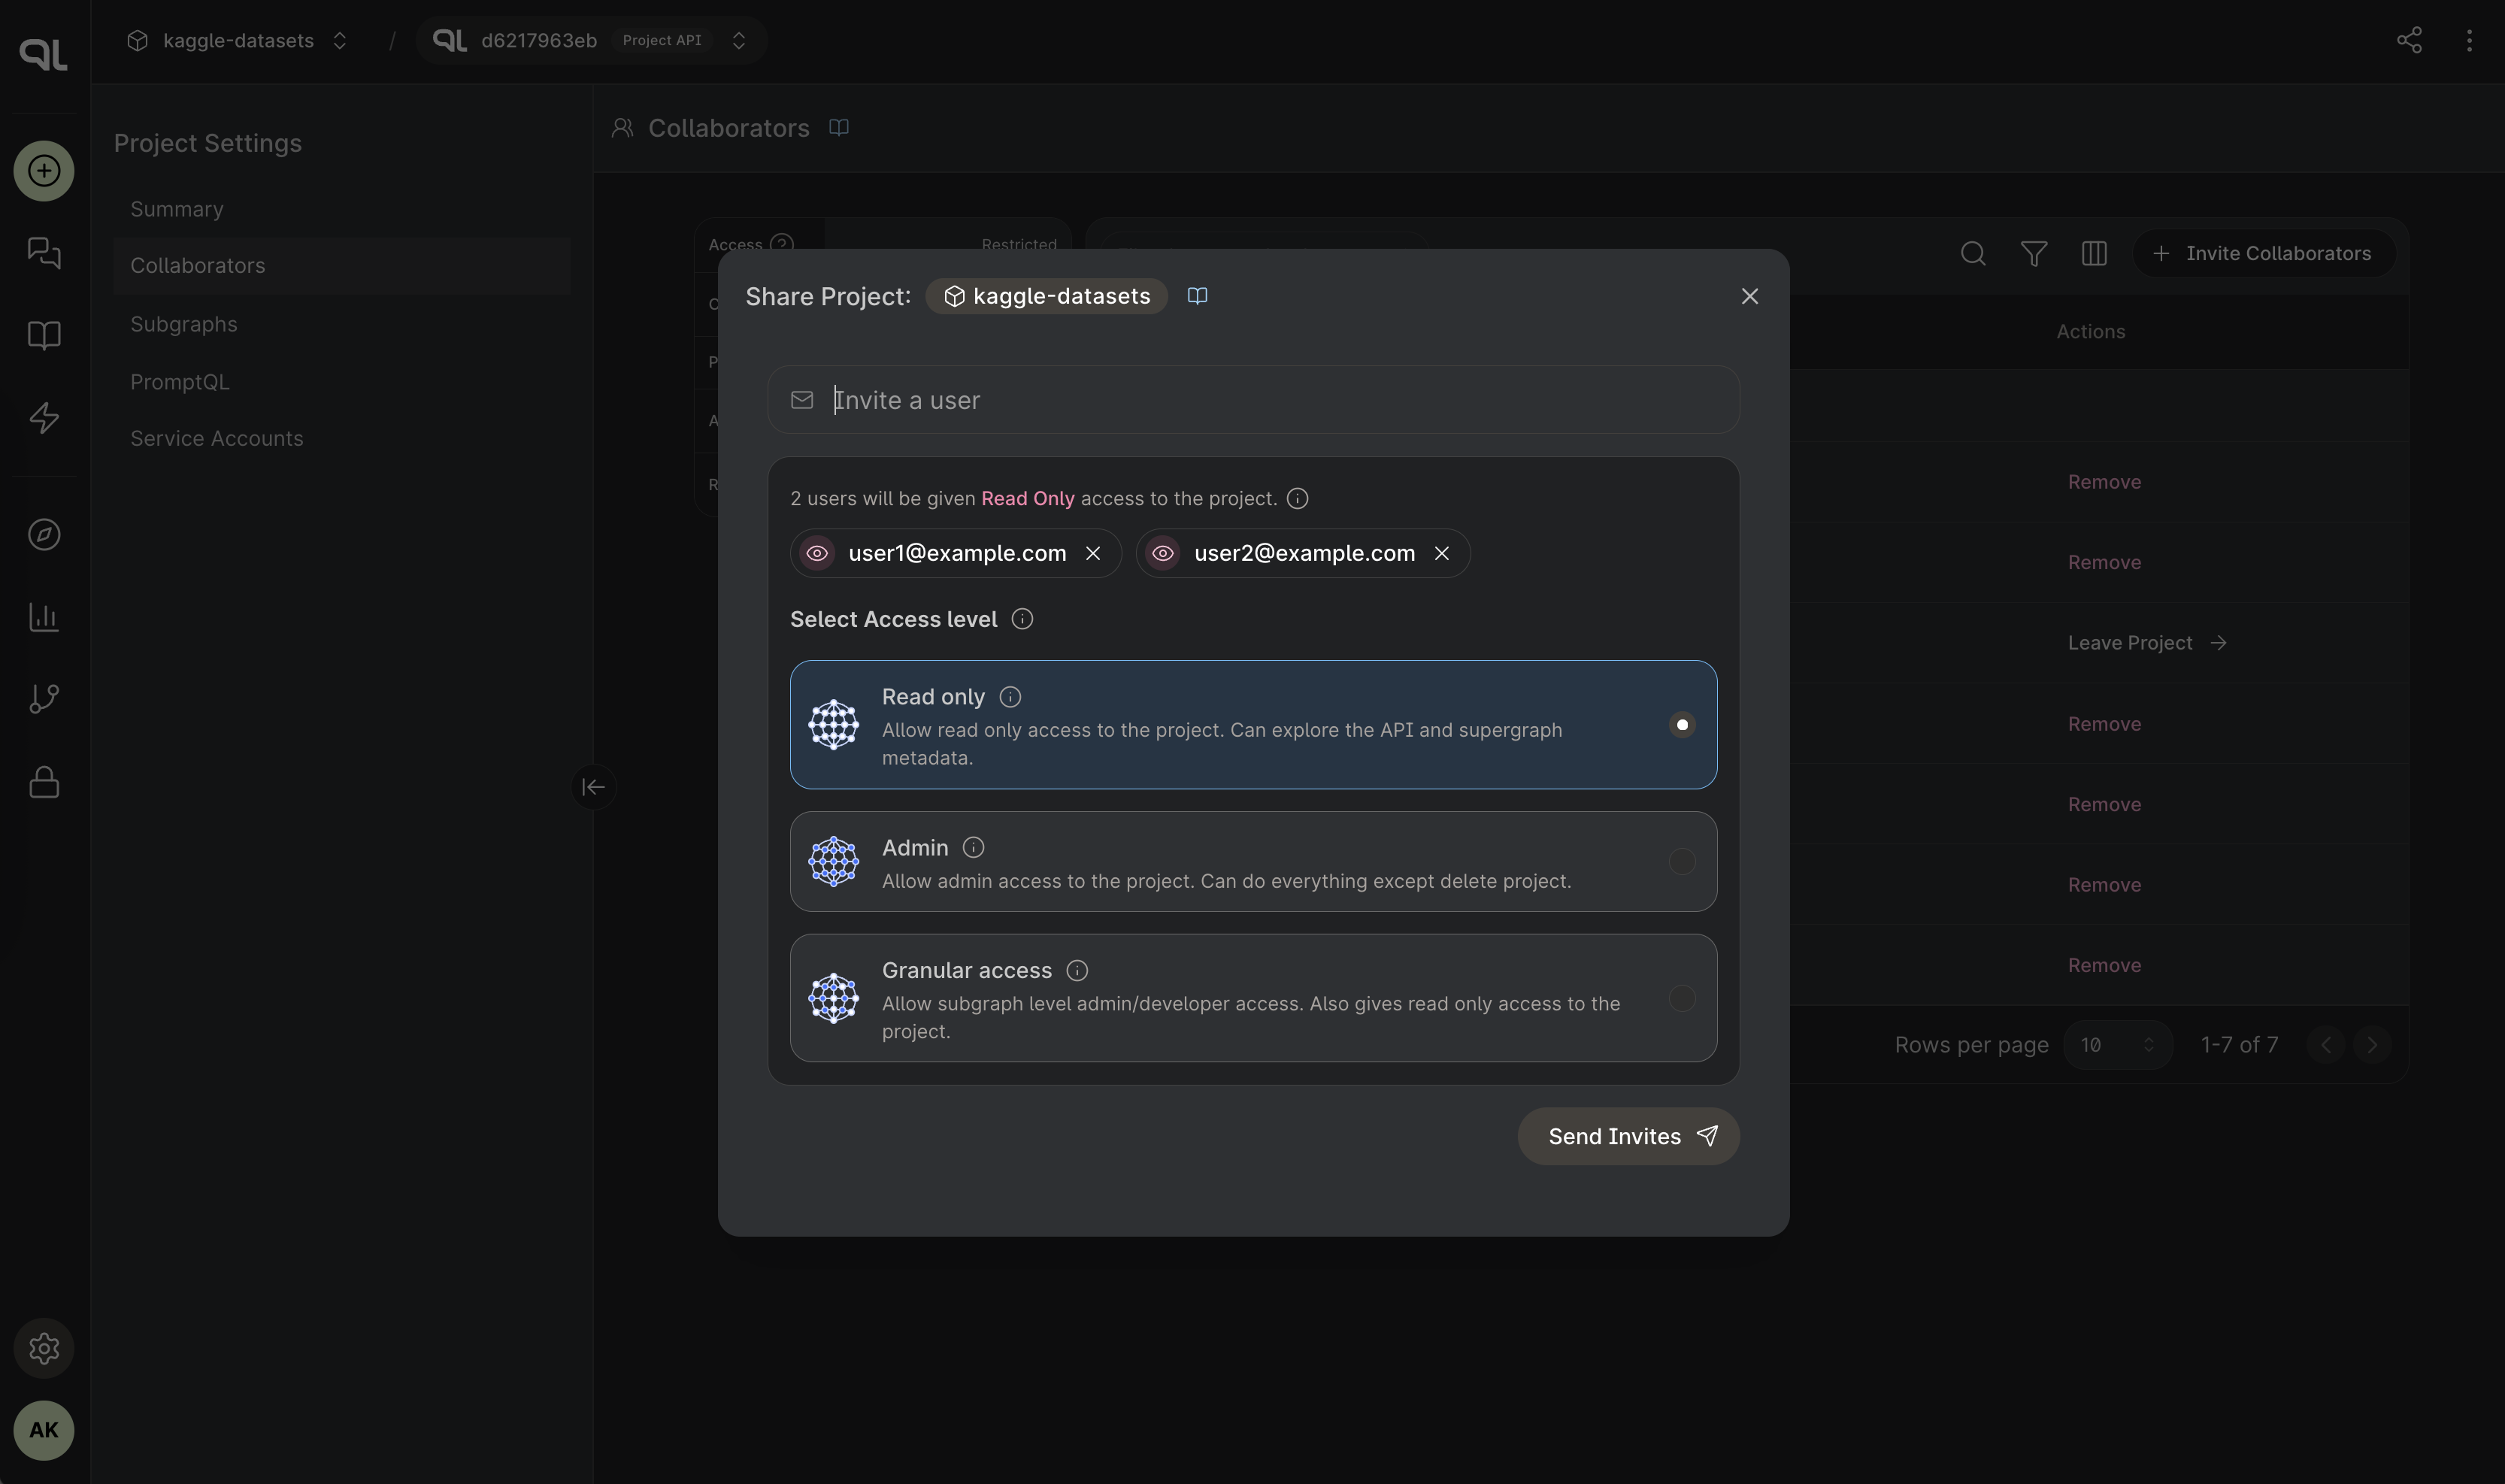 kaggle-datasets / QL d6217963eb Project API
Project Settings
Summary
Collaborators
Subgraphs
PromptQL
Service Accounts
AK
Collaborators
Access Restricted
Invite Collaborators
Actions
Remove
Remove
Leave Project
Remove
Remove
Remove
Remove
Rows per page 10 1-7 of 7
Share Project: kaggle-datasets
Invite a user
2 users will be given Read Only access to the project.
user1@example.com user2@example.com
Select Access level
Read only
Allow read only access to the project. Can explore the API and supergraph
metadata.
Admin
Allow admin access to the project. Can do everything except delete project.
Granular access
Allow subgraph level admin/developer access. Also gives read only access to the
project.
Send Invites